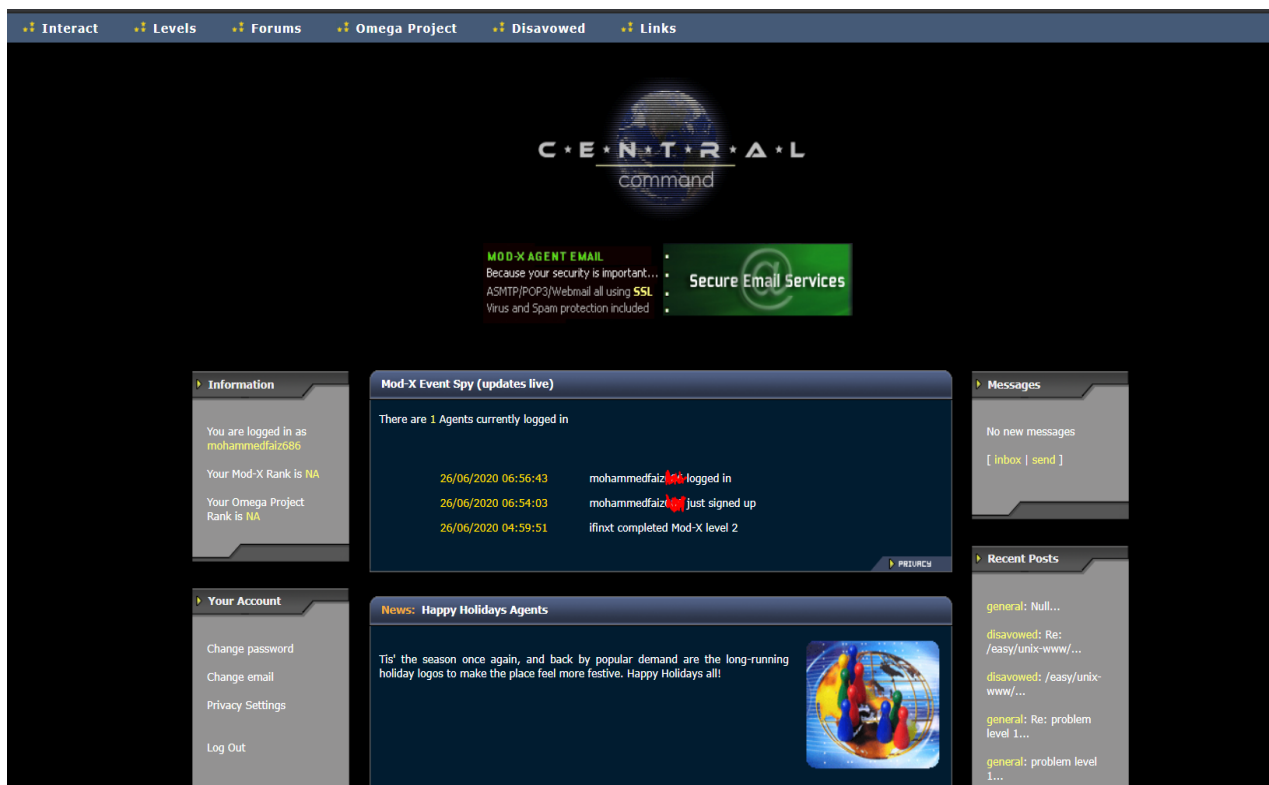 Interact Levels Forums Omega Project Disavowed Links
C★E★N★T★R★A★L
command
MOD-X AGENT EMAIL
Because your security is important...
ASMTP/POP3/Webmail all using SSL
Virus and Spam protection included
@
Secure Email Services
Information
You are logged in as
mohammedfaiz686
Your Mod-X Rank is NA
Your Omega Project
Rank is NA
Your Account
Change password
Change email
Privacy Settings
Log Out
Mod-X Event Spy (updates live)
There are 1 Agents currently logged in
26/06/2020 06:56:43 mohammedfaiz logged in
26/06/2020 06:54:03 mohammedfaiz just signed up
26/06/2020 04:59:51 ifinxt completed Mod-X level 2
PRIVACY
News: Happy Holidays Agents
Tis' the season once again, and back by popular demand are the long-running
holiday logos to make the place feel more festive. Happy Holidays all!
Messages
No new messages
[ inbox | send ]
Recent Posts
general: Null...
disavowed: Re:
/easy/unix-www/...
disavowed: /easy/unix-
www/...
general: Re: problem
level 1...
general: problem level
1...